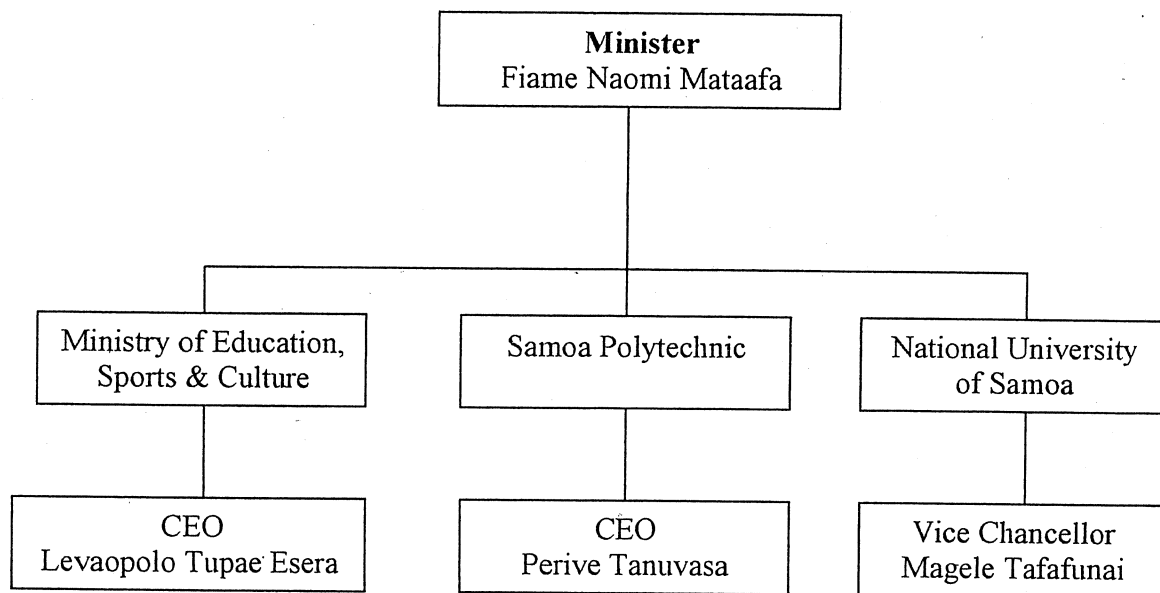 Minister
Fiame Naomi Mataafa
Ministry of Education,
Sports & Culture
Samoa Polytechnic
National University
of Samoa
CEO
Levaopolo Tupae Esera
CEO
Perive Tanuvasa
Vice Chancellor
Magele Tafafunai